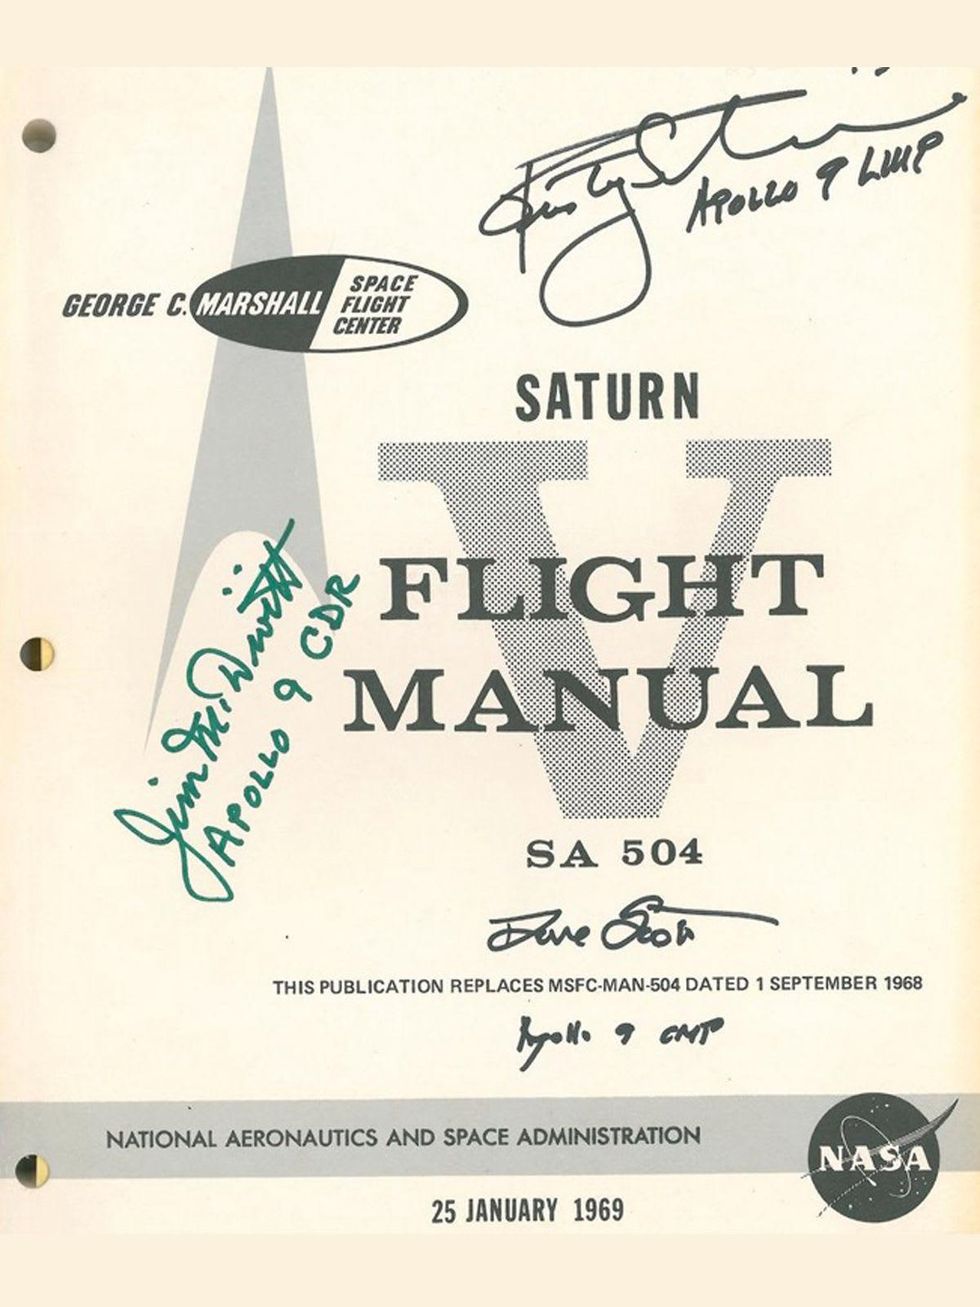 Rusty Schw
APOLLO 9 LMP
GEORGE C. MARSHALL SPACE FLIGHT CENTER
SATURN
V
FLIGHT
MANUAL
Jim McDivitt
APOLLO 9 CDR
SA 504
Dave Scott
THIS PUBLICATION REPLACES MSFC-MAN-504 DATED 1 SEPTEMBER 1968
Apollo 9 CMP
NATIONAL AERONAUTICS AND SPACE ADMINISTRATION
NASA
25 JANUARY 1969